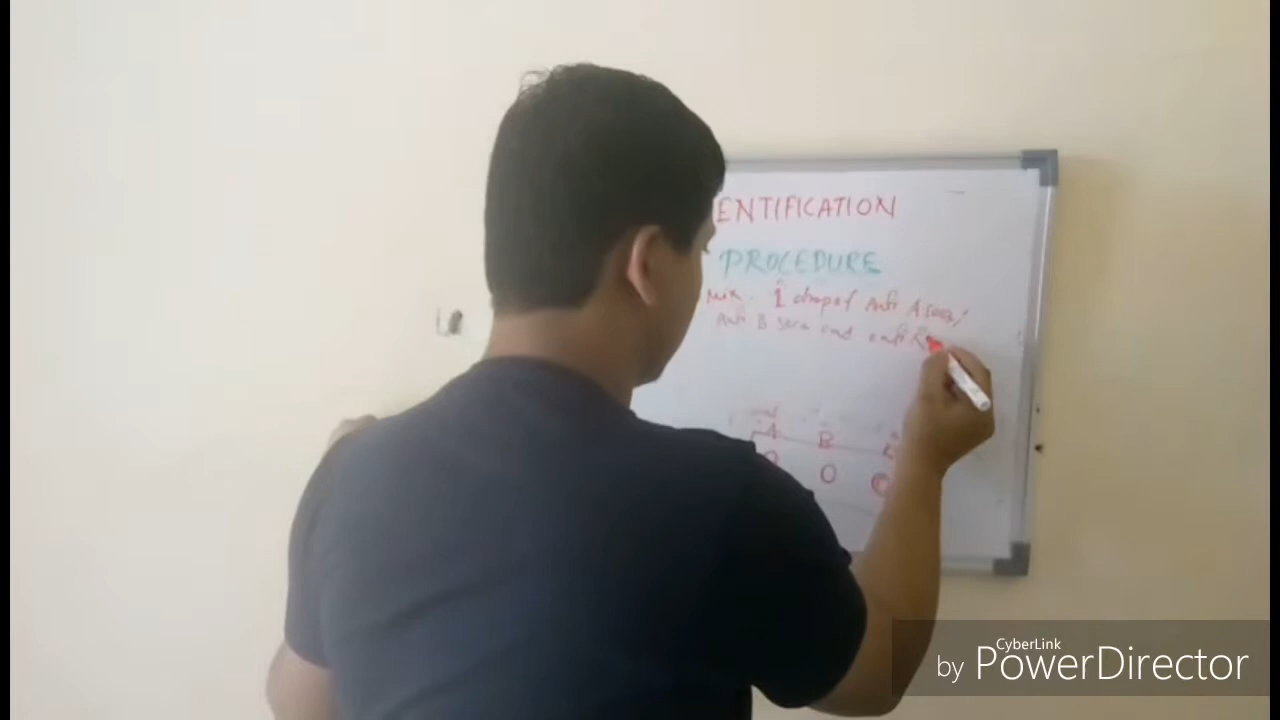 ENTIFICATION
PROCEDURE
Mix. 1 drop of Anti A sera/
Anti B sera and anti R
A B
O O
CyberLink
by PowerDirector